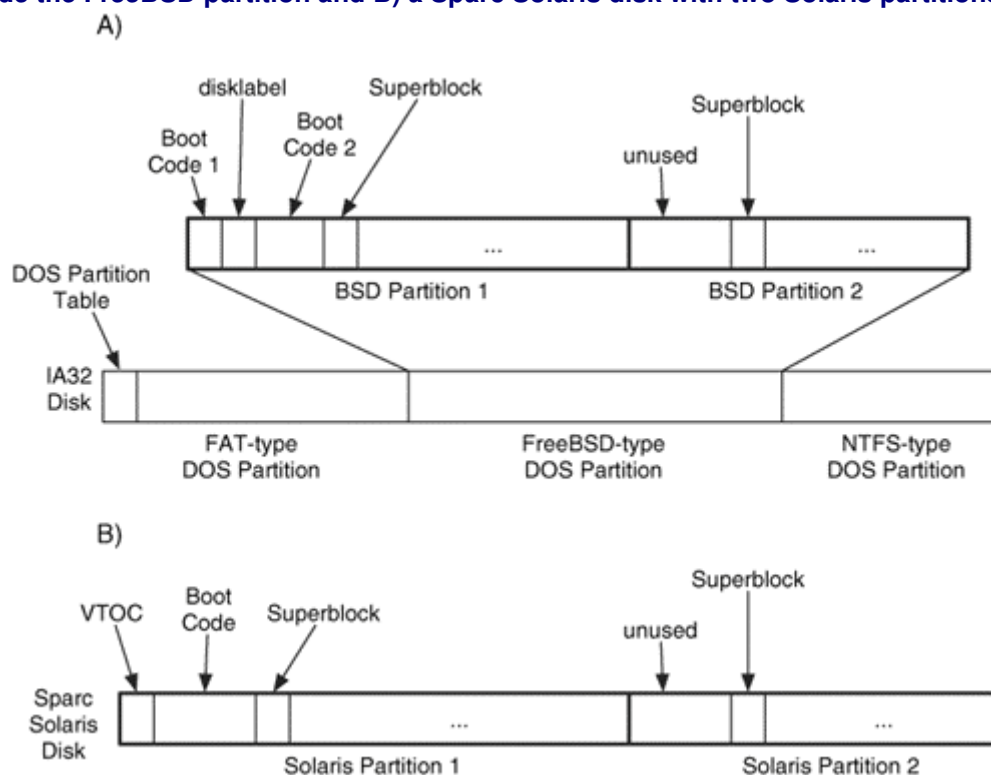 de the FreeBSD partition and B) a Sparc Solaris disk with two Solaris partitions
A)
disklabel
Superblock
Boot
Code 1
Boot
Code 2
Superblock
unused
...
...
BSD Partition 1
BSD Partition 2
DOS Partition
Table
IA32
Disk
FAT-type
DOS Partition
FreeBSD-type
DOS Partition
NTFS-type
DOS Partition
B)
VTOC
Boot
Code
Superblock
Superblock
unused
Sparc
Solaris
Disk
...
...
Solaris Partition 1
Solaris Partition 2